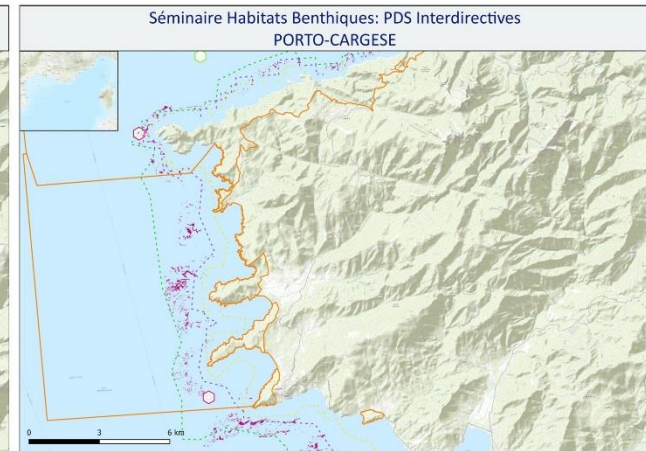 Séminaire Habitats Benthiques: PDS Interdirectives
PORTO-CARGESE
0 3 6 km